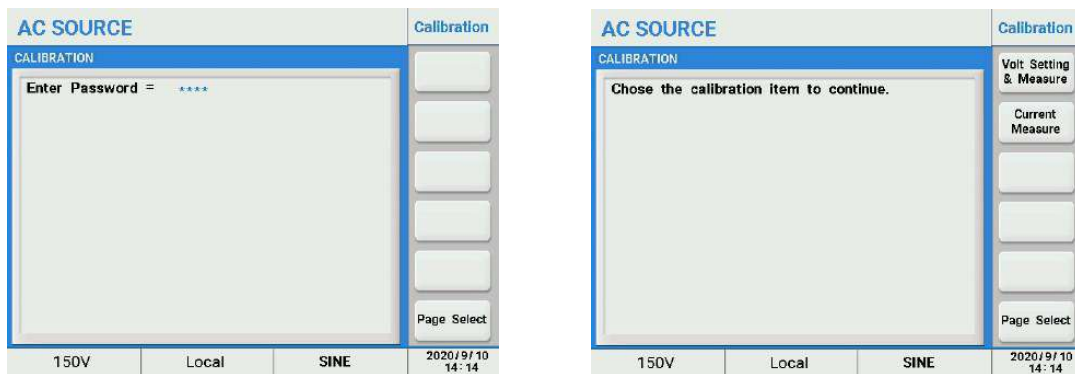 AC SOURCE
Calibration
CALIBRATION
Enter Password = ****
Page Select
150V
Local
SINE
2020/9/10
14:14
AC SOURCE
Calibration
CALIBRATION
Chose the calibration item to continue.
Volt Setting
& Measure
Current
Measure
Page Select
150V
Local
SINE
2020/9/10
14:14